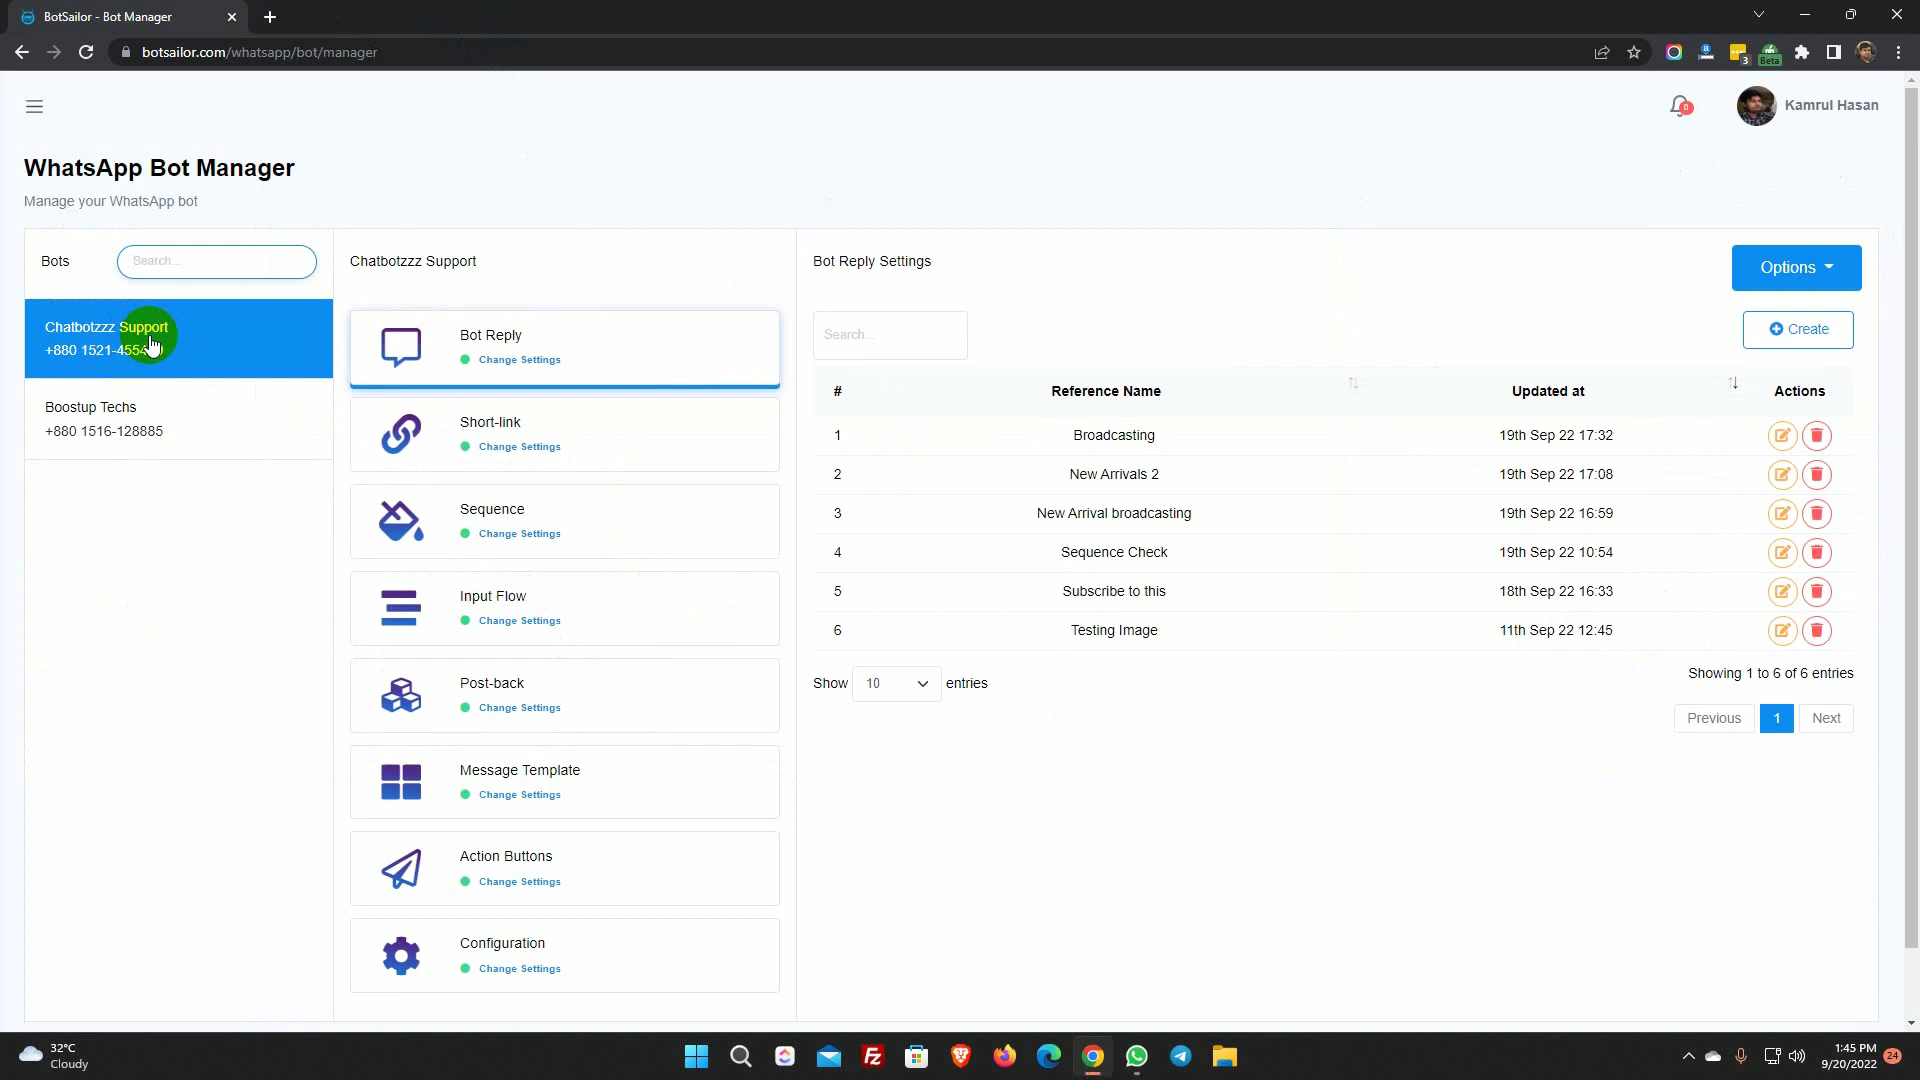 BotSailor - Bot Manager
botsailor.com/whatsapp/bot/manager
3
Beta
0
Kamrul Hasan
WhatsApp Bot Manager
Manage your WhatsApp bot
Bots
Search...
Chatbotzzz Support
+880 1521-455
Boostup Techs
+880 1516-128885
Chatbotzzz Support
Bot Reply
Change Settings
Short-link
Change Settings
Sequence
Change Settings
Input Flow
Change Settings
Post-back
Change Settings
Message Template
Change Settings
Action Buttons
Change Settings
Configuration
Change Settings
Bot Reply Settings
Options
Search...
Create
# Reference Name Updated at Actions
1 Broadcasting 19th Sep 22 17:32
2 New Arrivals 2 19th Sep 22 17:08
3 New Arrival broadcasting 19th Sep 22 16:59
4 Sequence Check 19th Sep 22 10:54
5 Subscribe to this 18th Sep 22 16:33
6 Testing Image 11th Sep 22 12:45
Show 10 entries
Showing 1 to 6 of 6 entries
Previous 1 Next
32°C
Cloudy
Fz
1:45 PM
9/20/2022
24